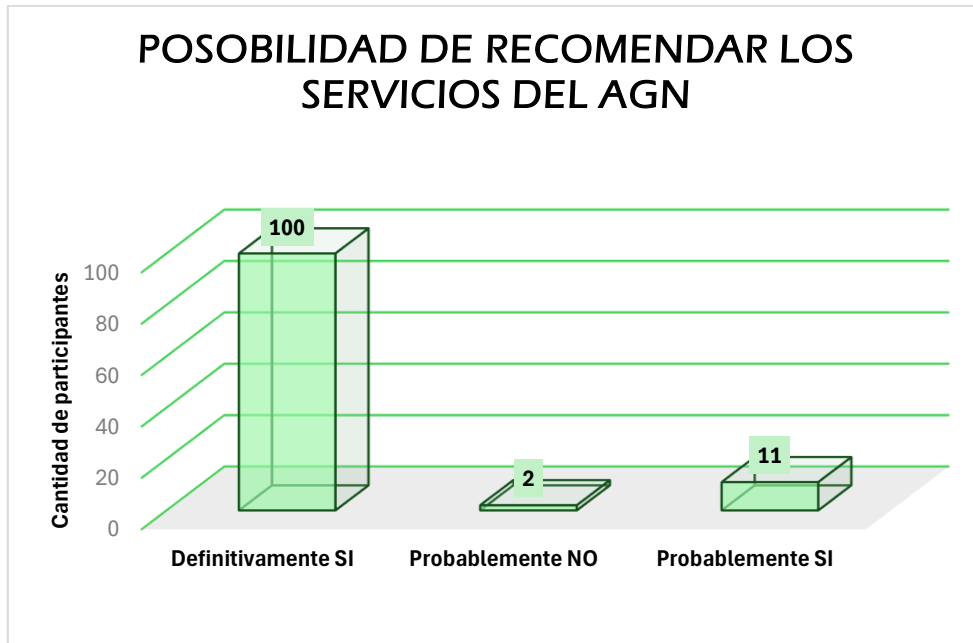 POSOBILIDAD DE RECOMENDAR LOS
SERVICIOS DEL AGN
Cantidad de participantes
100
80
60
40
20
0
100
2
11
Definitivamente SI
Probablemente NO
Probablemente SI